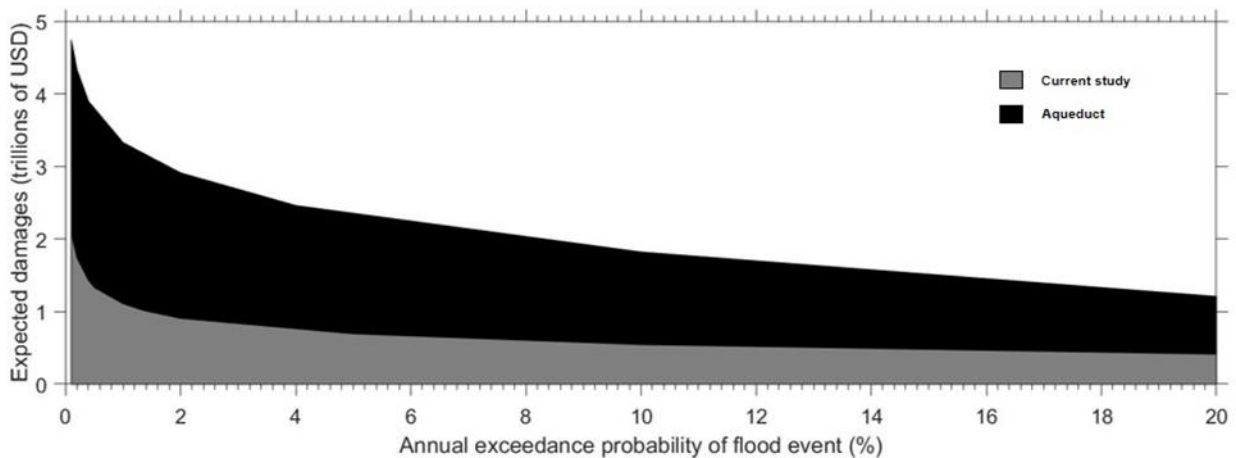 Expected damages (trillions of USD)
5
4
3
2
1
0
Current study
Aqueduct
0 2 4 6 8 10 12 14 16 18 20
Annual exceedance probability of flood event (%)